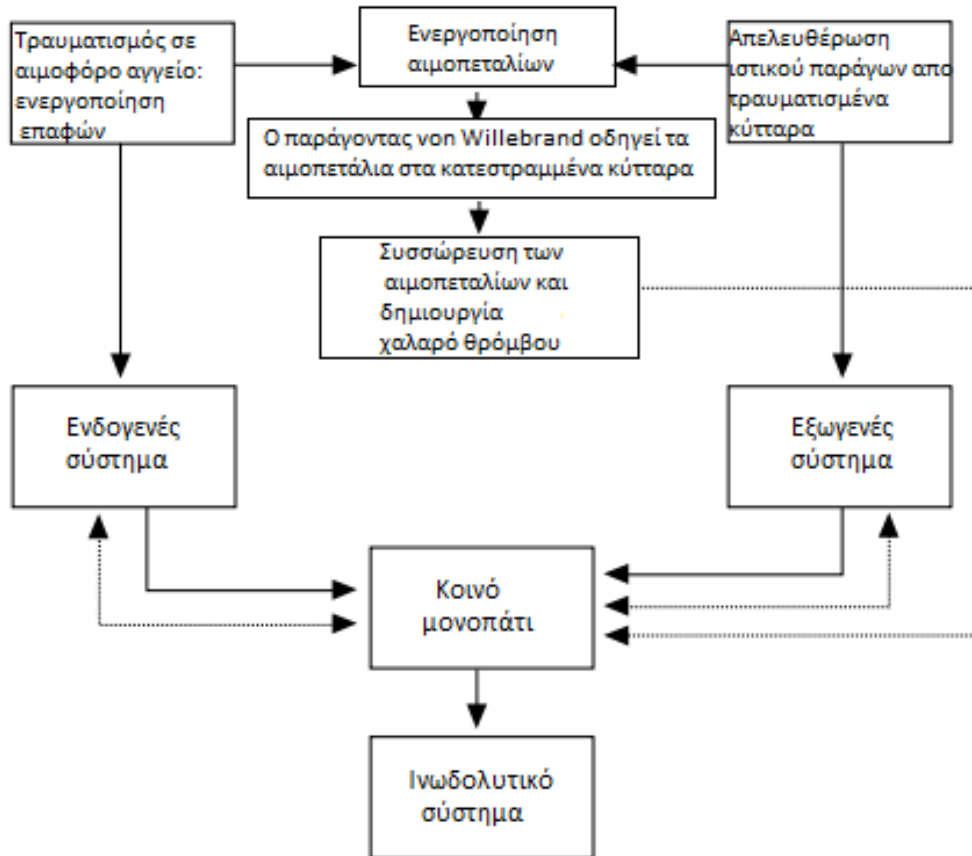 Τραυματισμός σε
αιμοφόρο αγγείο:
ενεργοποίηση
επαφών
Ενεργοποίηση
αιμοπεταλίων
Απελευθέρωση
ιστικού παράγων απο
τραυματισμένα
κύτταρα
Ο παράγοντας von Willebrand οδηγεί τα
αιμοπετάλια στα κατεστραμμένα κύτταρα
Συσσώρευση των
αιμοπεταλίων και
δημιουργία
χαλαρό θρόμβου
Ενδογενές
σύστημα
Εξωγενές
σύστημα
Κοινό
μονοπάτι
Ινωδολυτικό
σύστημα